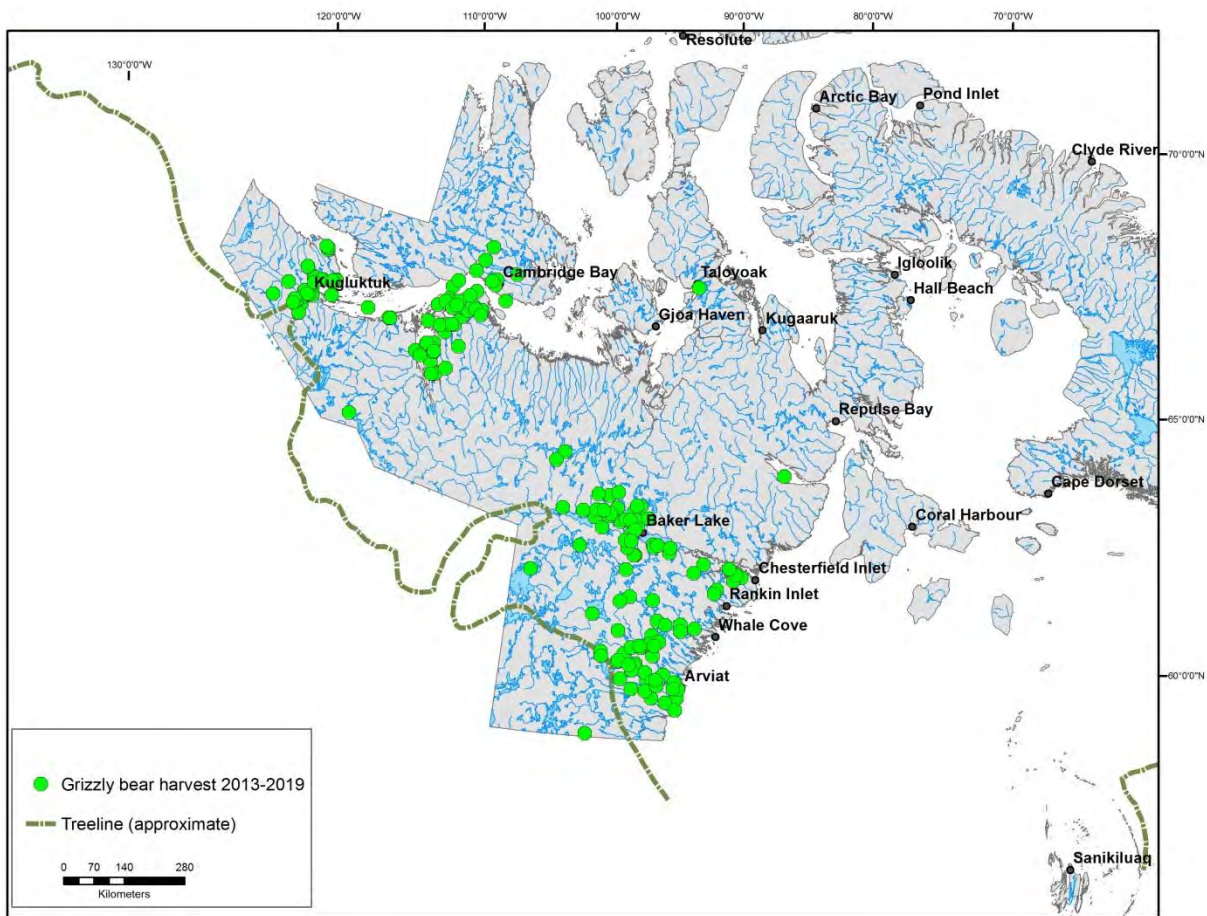 120°0'0"W
110°0'0"W
100°0'0"W
90°0'0"W
80°0'0"W
70°0'0"W
130°0'0"W
Resolute
Arctic Bay
Pond Inlet
Clyde River
70°0'0"N
Igloolik
Cambridge Bay
Taloyoak
Kugluktuk
Hall Beach
Gjoa Haven
Kugaaruk
Repulse Bay
65°0'0"N
Cape Dorset
Baker Lake
Coral Harbour
Chesterfield Inlet
Rankin Inlet
Whale Cove
Arviat
60°0'0"N
Grizzly bear harvest 2013-2019
Treeline (approximate)
0 70 140 280
Kilometers
Sanikiluaq